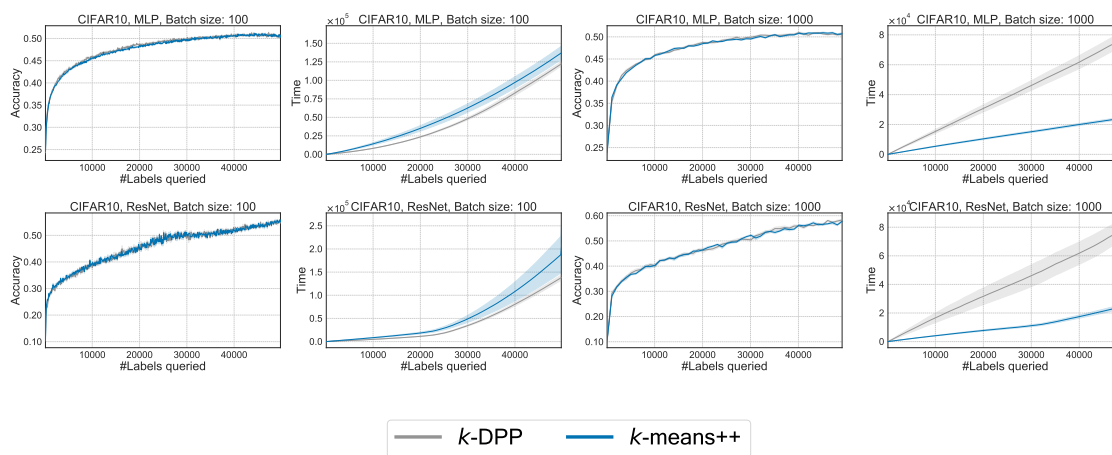 CIFAR10, MLP, Batch size: 100
Accuracy
0.50
0.45
0.40
0.35
0.30
0.25
10000 20000 30000 40000
#Labels queried
×10⁵ CIFAR10, MLP, Batch size: 100
Time
1.50
1.25
1.00
0.75
0.50
0.25
0.00
10000 20000 30000 40000
#Labels queried
CIFAR10, MLP, Batch size: 1000
Accuracy
0.50
0.45
0.40
0.35
0.30
0.25
10000 20000 30000 40000
#Labels queried
×10⁴ CIFAR10, MLP, Batch size: 1000
Time
8
6
4
2
0
10000 20000 30000 40000
#Labels queried
CIFAR10, ResNet, Batch size: 100
Accuracy
0.50
0.40
0.30
0.20
0.10
10000 20000 30000 40000
#Labels queried
×10⁵ CIFAR10, ResNet, Batch size: 100
Time
2.5
2.0
1.5
1.0
0.5
0.0
10000 20000 30000 40000
#Labels queried
CIFAR10, ResNet, Batch size: 1000
Accuracy
0.60
0.50
0.40
0.30
0.20
0.10
10000 20000 30000 40000
#Labels queried
×10⁴ CIFAR10, ResNet, Batch size: 1000
Time
8
6
4
2
0
10000 20000 30000 40000
#Labels queried
k-DPP k-means++